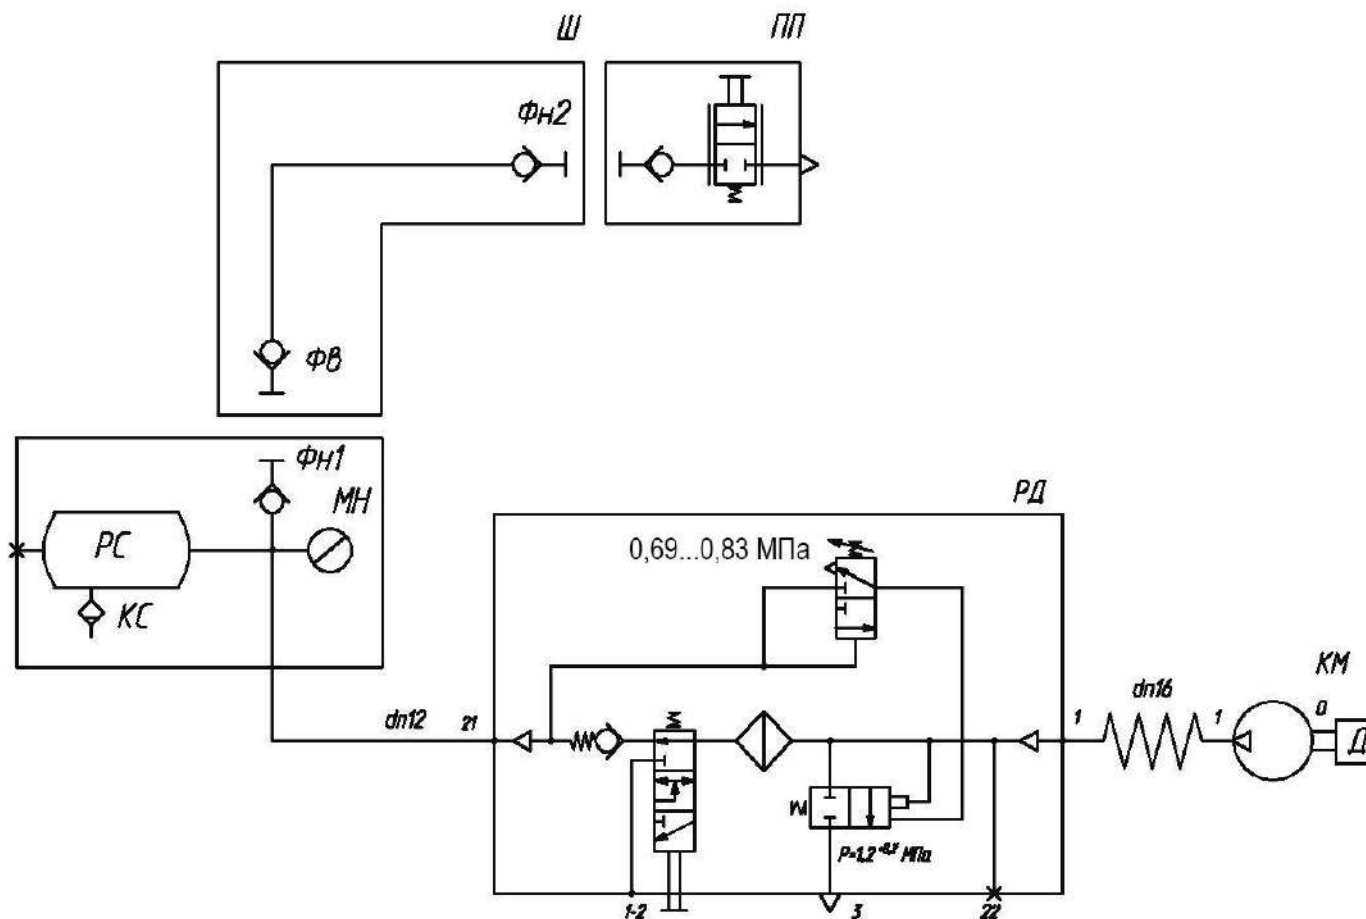 Ш
ПП
Фн2
ФВ
Фн1
МН
РС
КС
РД
0,69...0,83 МПа
КМ
dn16
dn12
21
1
1
а
Д
1-2
3
22